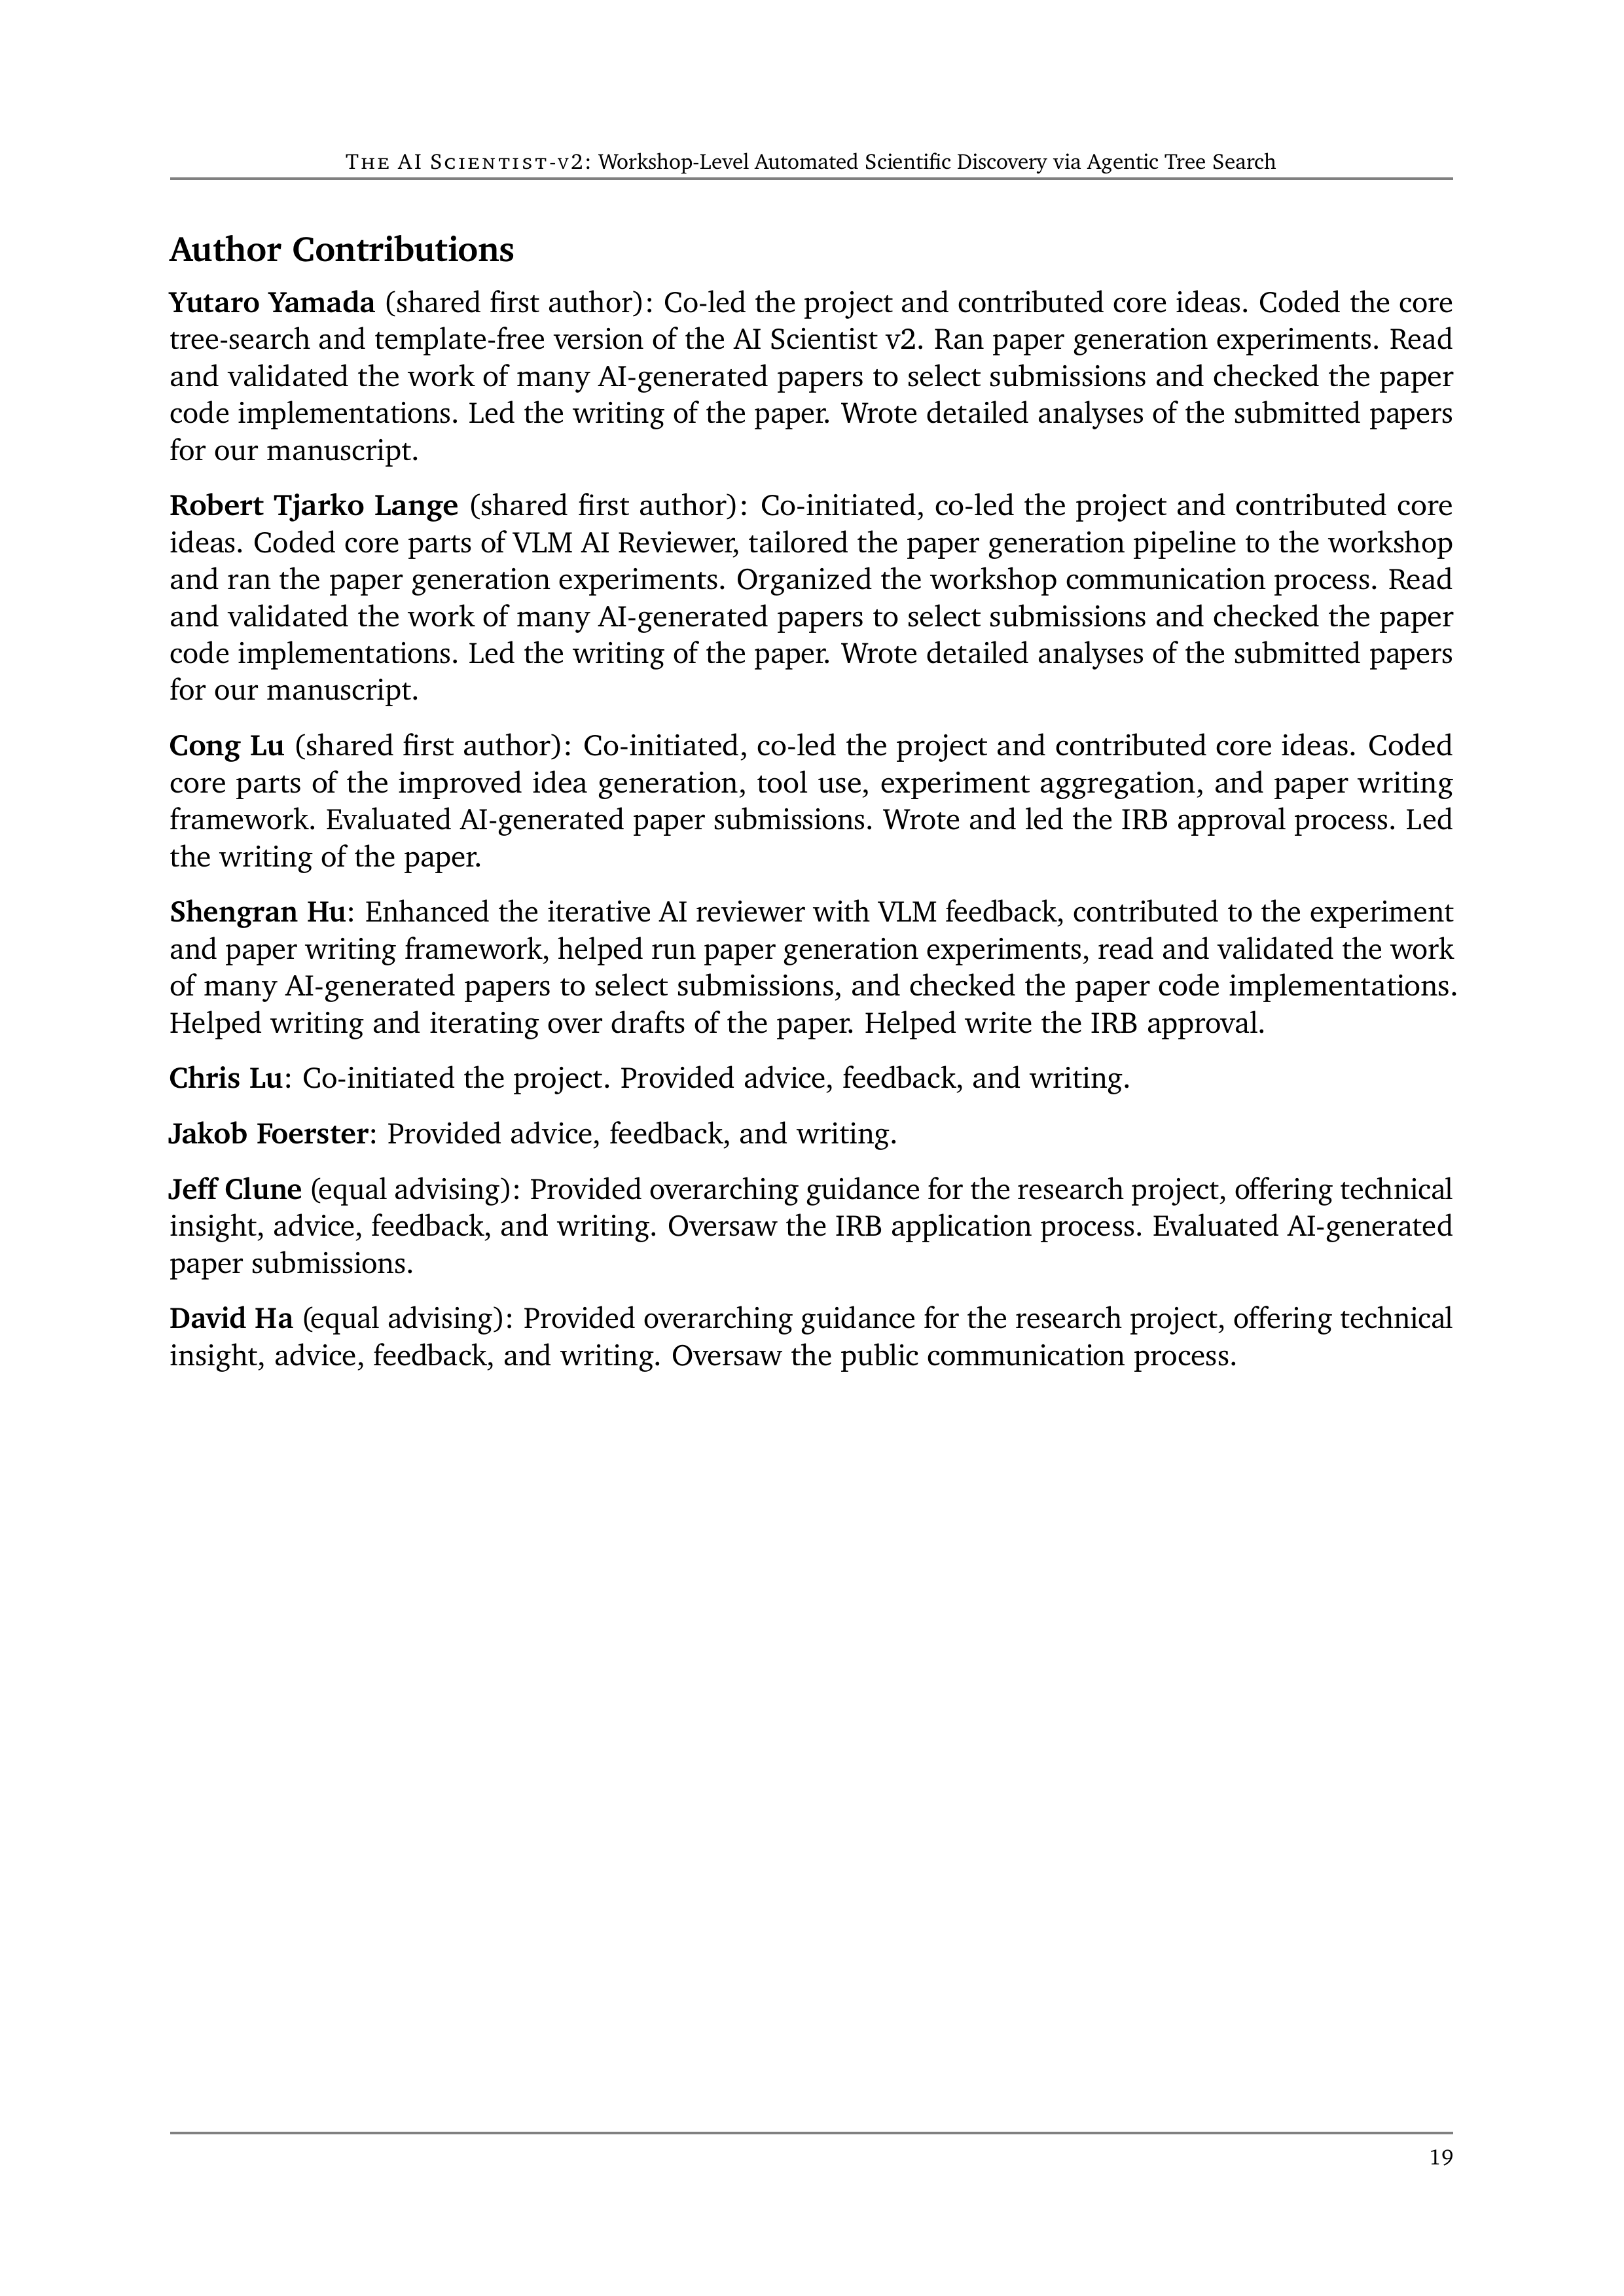 THE AI SCIENTIST-V2: Workshop-Level Automated Scientific Discovery via Agentic Tree Search
Author Contributions
Yutaro Yamada (shared first author): Co-led the project and contributed core ideas. Coded the core
tree-search and template-free version of the AI Scientist v2. Ran paper generation experiments. Read
and validated the work of many AI-generated papers to select submissions and checked the paper
code implementations. Led the writing of the paper. Wrote detailed analyses of the submitted papers
for our manuscript.
Robert Tjarko Lange (shared first author): Co-initiated, co-led the project and contributed core
ideas. Coded core parts of VLM AI Reviewer, tailored the paper generation pipeline to the workshop
and ran the paper generation experiments. Organized the workshop communication process. Read
and validated the work of many AI-generated papers to select submissions and checked the paper
code implementations. Led the writing of the paper. Wrote detailed analyses of the submitted papers
for our manuscript.
Cong Lu (shared first author): Co-initiated, co-led the project and contributed core ideas. Coded
core parts of the improved idea generation, tool use, experiment aggregation, and paper writing
framework. Evaluated AI-generated paper submissions. Wrote and led the IRB approval process. Led
the writing of the paper.
Shengran Hu: Enhanced the iterative AI reviewer with VLM feedback, contributed to the experiment
and paper writing framework, helped run paper generation experiments, read and validated the work
of many AI-generated papers to select submissions, and checked the paper code implementations.
Helped writing and iterating over drafts of the paper. Helped write the IRB approval.
Chris Lu: Co-initiated the project. Provided advice, feedback, and writing.
Jakob Foerster: Provided advice, feedback, and writing.
Jeff Clune (equal advising): Provided overarching guidance for the research project, offering technical
insight, advice, feedback, and writing. Oversaw the IRB application process. Evaluated AI-generated
paper submissions.
David Ha (equal advising): Provided overarching guidance for the research project, offering technical
insight, advice, feedback, and writing. Oversaw the public communication process.
19